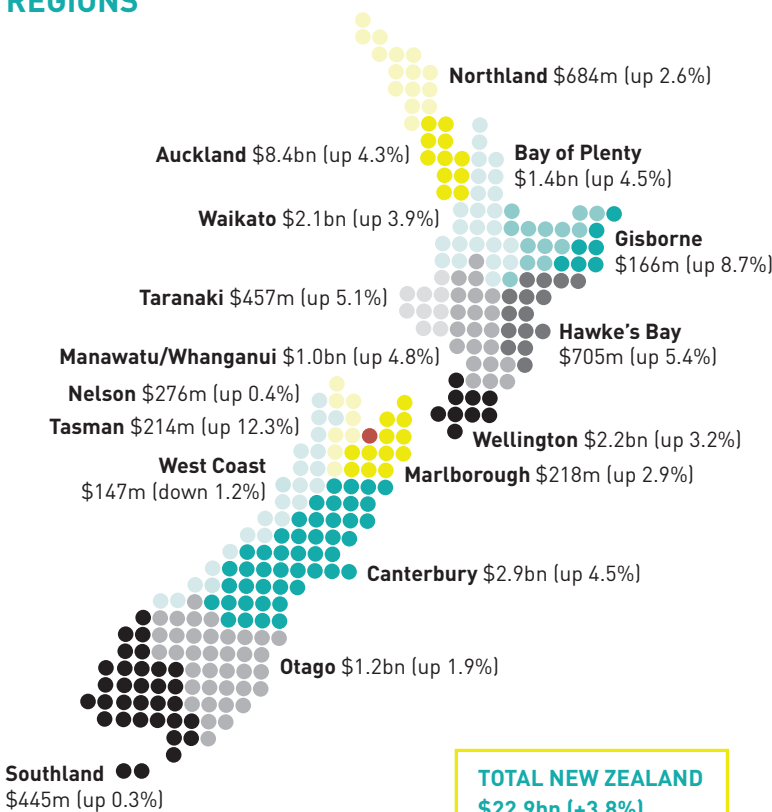 REGIONS
Northland $684m (up 2.6%)
Auckland $8.4bn (up 4.3%)
Bay of Plenty
$1.4bn (up 4.5%)
Waikato $2.1bn (up 3.9%)
Gisborne
$166m (up 8.7%)
Taranaki $457m (up 5.1%)
Hawke's Bay
$705m (up 5.4%)
Manawatu/Whanganui $1.0bn (up 4.8%)
Nelson $276m (up 0.4%)
Tasman $214m (up 12.3%)
Wellington $2.2bn (up 3.2%)
West Coast
$147m (down 1.2%)
Marlborough $218m (up 2.9%)
Canterbury $2.9bn (up 4.5%)
Otago $1.2bn (up 1.9%)
Southland
$445m (up 0.3%)
TOTAL NEW ZEALAND
$22.9bn (+3.8%)